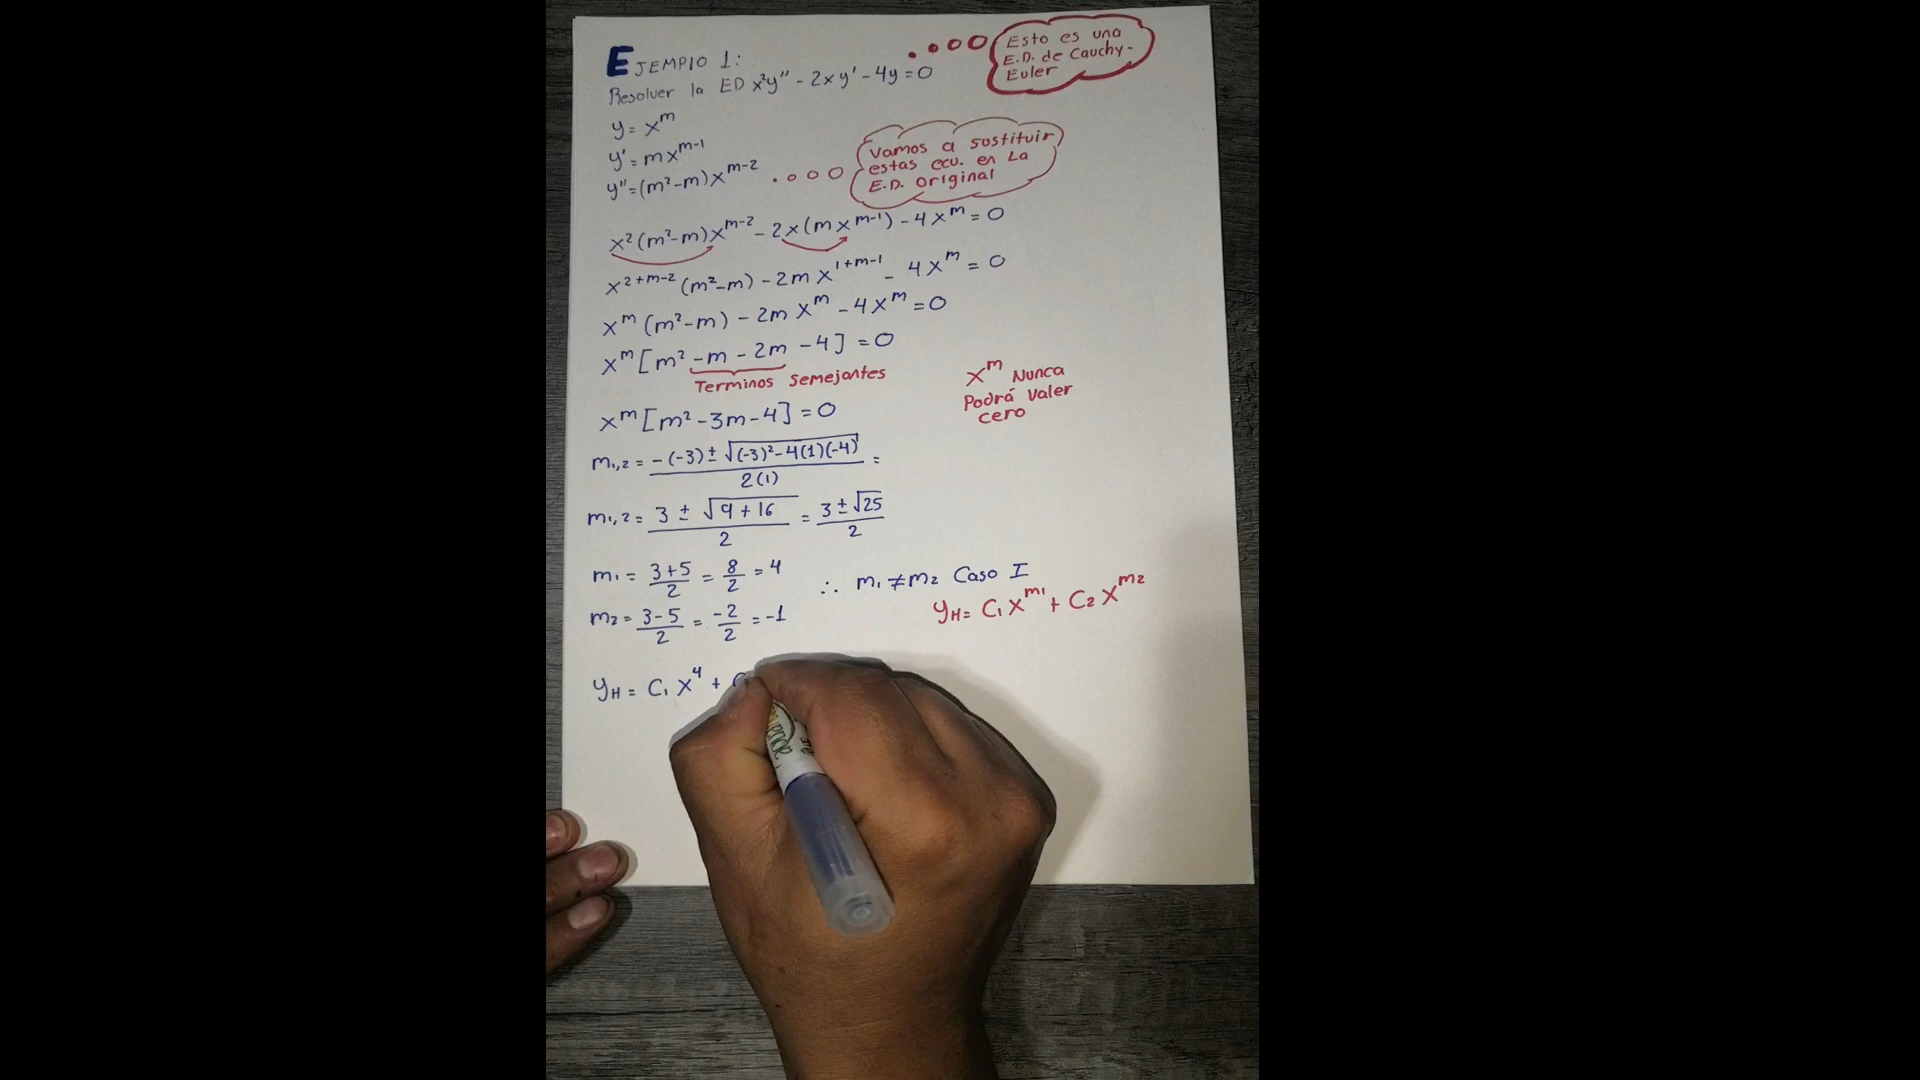 EJEMPlO 1:
Resolver la ED x²y'' - 2xy' - 4y = 0
Esto es una
E.D. de Cauchy-
Euler
y = x^m
y' = mx^{m-1}
y'' = (m²-m)x^{m-2}
Vamos a sustituir
estas ecu. en La
E.D. original
x²(m²-m)x^{m-2} - 2x(mx^{m-1}) - 4x^m = 0
x^{2+m-2}(m²-m) - 2mx^{1+m-1} - 4x^m = 0
x^m(m²-m) - 2mx^m - 4x^m = 0
x^m[m² - m - 2m - 4] = 0
Terminos semejantes
x^m Nunca
Podrá Valer
cero
x^m[m² - 3m - 4] = 0
m₁,₂ = (-(-3) ± √((-3)² - 4(1)(-4))) / 2(1) =
m₁,₂ = (3 ± √(9 + 16)) / 2 = (3 ± √25) / 2
m₁ = (3+5)/2 = 8/2 = 4
∴ m₁ ≠ m₂ Caso I
m₂ = (3-5)/2 = -2/2 = -1
y_H = C₁x^{m₁} + C₂x^{m₂}
y_H = C₁x⁴ +